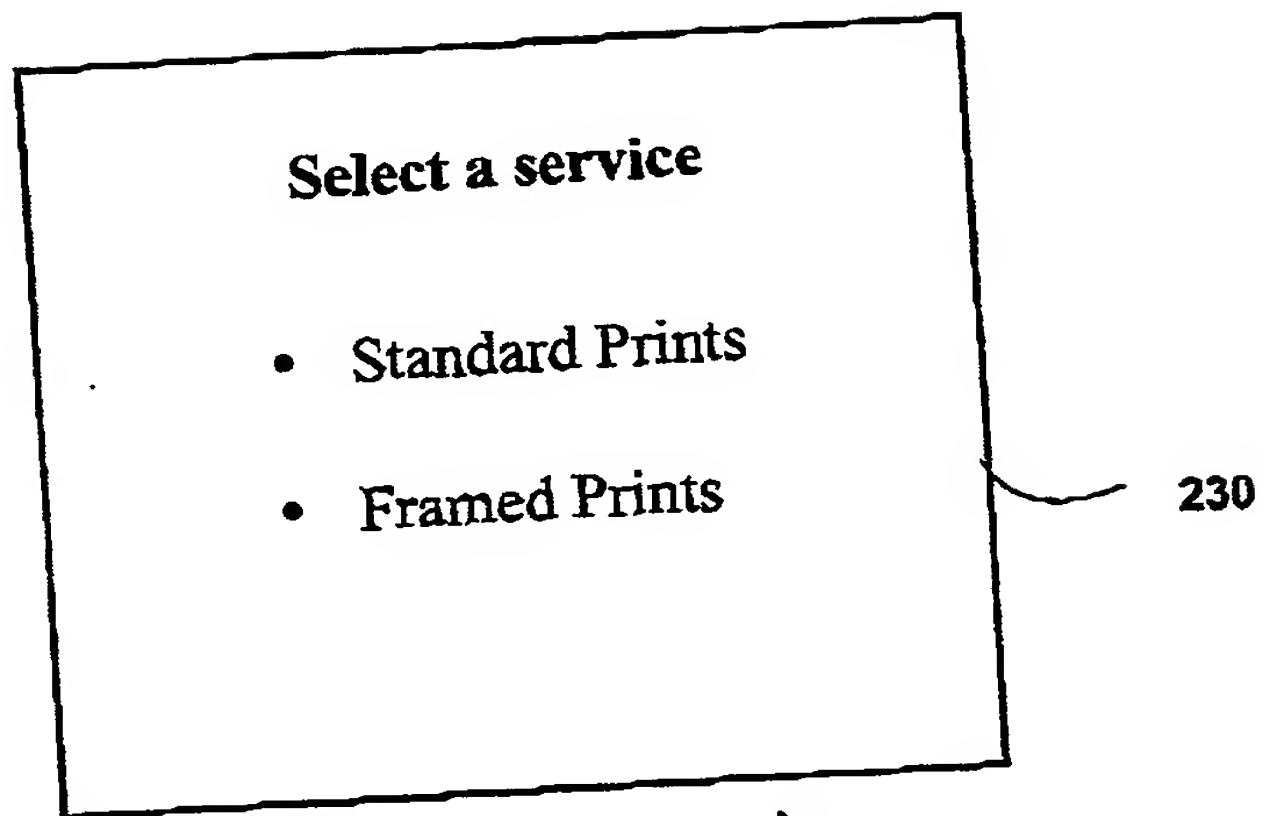 Select a service
• Standard Prints
• Framed Prints
230